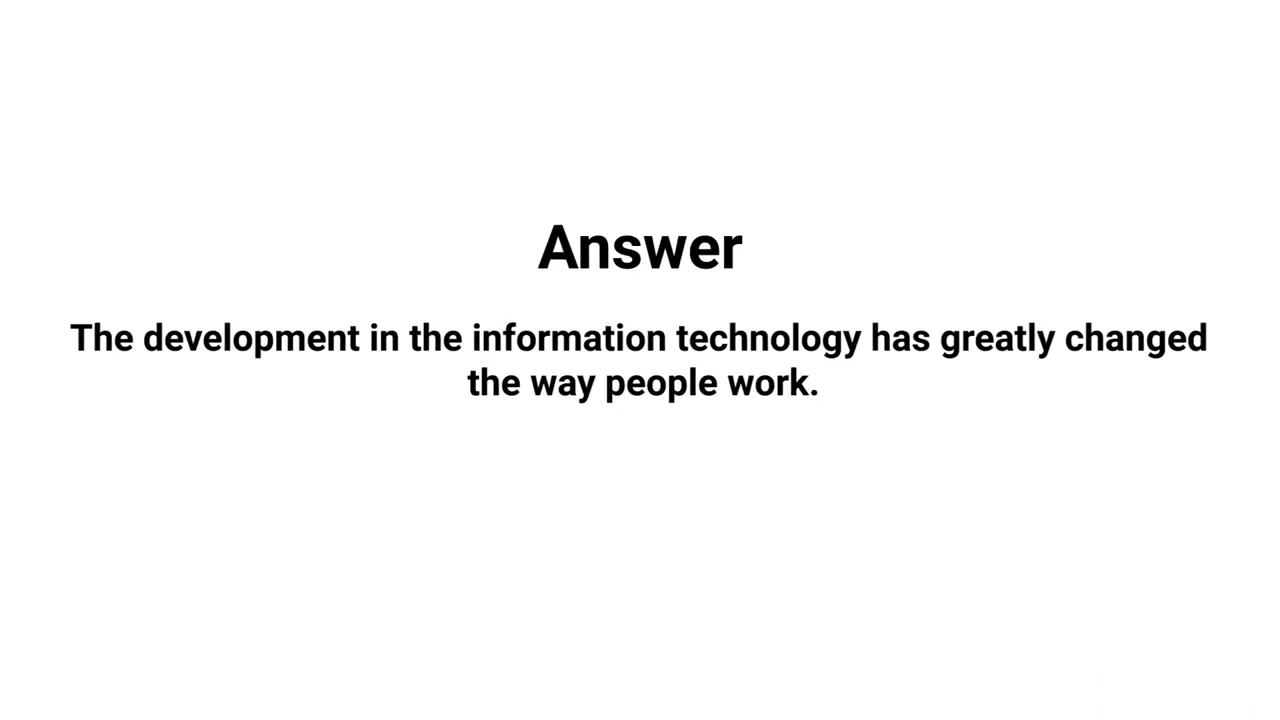 Answer
The development in the information technology has greatly changed
the way people work.